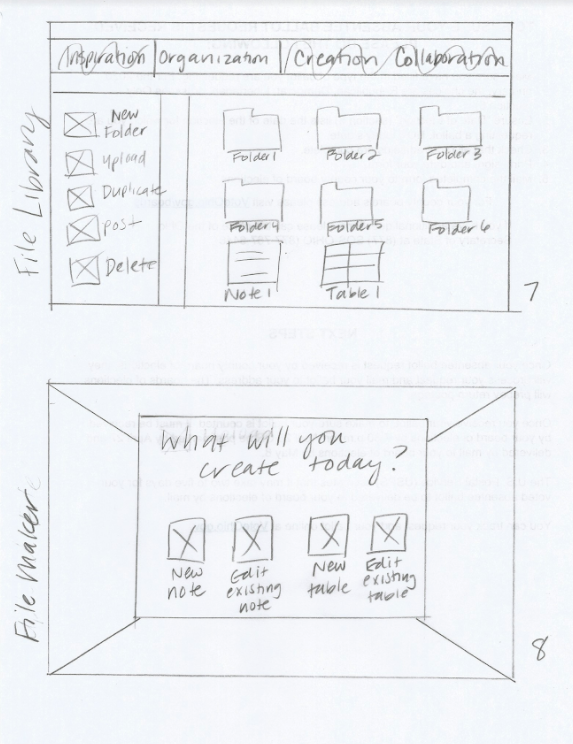 Inspiration Organization Creation Collaboration
File Library
New
Folder
Upload
Duplicate
Post
Delete
Folder 1 Folder 2 Folder 3
Folder 4 Folder 5 Folder 6
Note 1 Table 1
7
File Maker
What will you
create today?
New
note
Edit
existing
note
New
table
Edit
existing
table
8